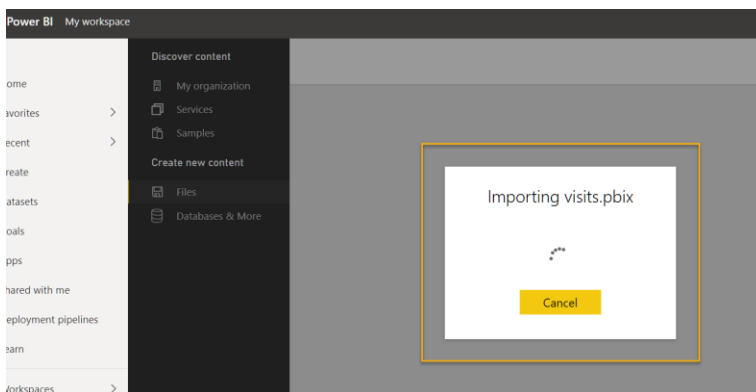 Power BI My workspace
ome
avorites
ecent
reate
atasets
oals
pps
hared with me
eployment pipelines
earn
Workspaces
Discover content
My organization
Services
Samples
Create new content
Files
Databases & More
Importing visits.pbix
Cancel